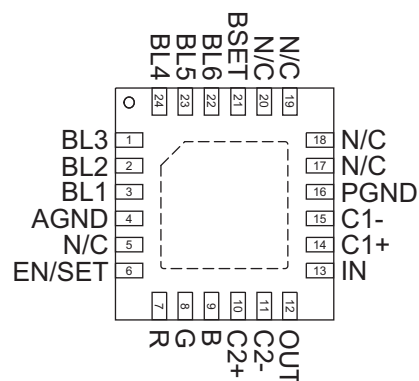 BL4
BL5
BL6
BSET
N/C
N/C
24
23
22
21
20
19
BL3
1
18
N/C
BL2
2
17
N/C
BL1
3
16
PGND
AGND
4
15
C1-
N/C
5
14
C1+
EN/SET
6
13
IN
7
8
9
10
11
12
R
G
B
C2+
C2-
OUT